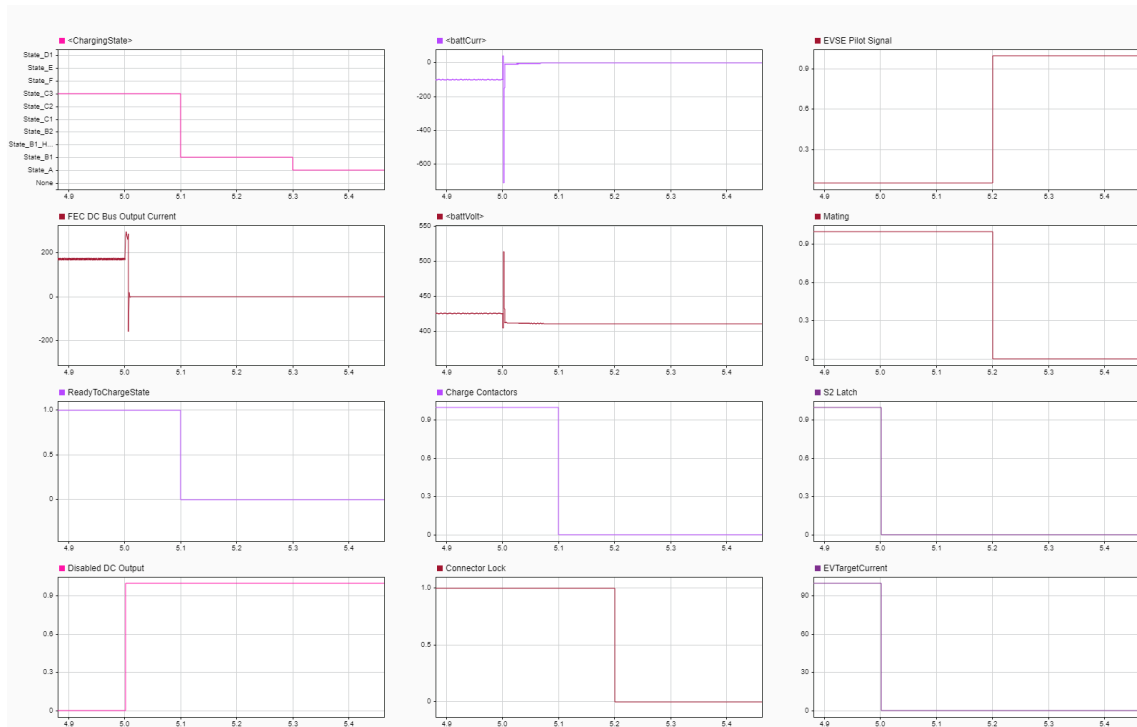 <ChargingState>
State_D1
State_E
State_F
State_C3
State_C2
State_C1
State_B2
State_B1_H...
State_B1
State_A
None
4.9 5.0 5.1 5.2 5.3 5.4
<battCurr>
0
-200
-400
-600
4.9 5.0 5.1 5.2 5.3 5.4
EVSE Pilot Signal
0.9
0.6
0.3
4.9 5.0 5.1 5.2 5.3 5.4
FEC DC Bus Output Current
200
0
-200
4.9 5.0 5.1 5.2 5.3 5.4
<battVolt>
550
500
450
400
4.9 5.0 5.1 5.2 5.3 5.4
Mating
0.9
0.6
0.3
0
4.9 5.0 5.1 5.2 5.3 5.4
ReadyToChargeState
1.0
0.5
0
4.9 5.0 5.1 5.2 5.3 5.4
Charge Contactors
0.9
0.6
0.3
0
4.9 5.0 5.1 5.2 5.3 5.4
S2 Latch
0.9
0.6
0.3
0
4.9 5.0 5.1 5.2 5.3 5.4
Disabled DC Output
0.9
0.6
0.3
0
4.9 5.0 5.1 5.2 5.3 5.4
Connector Lock
1.0
0.5
0
4.9 5.0 5.1 5.2 5.3 5.4
EVTargetCurrent
90
60
30
0
4.9 5.0 5.1 5.2 5.3 5.4